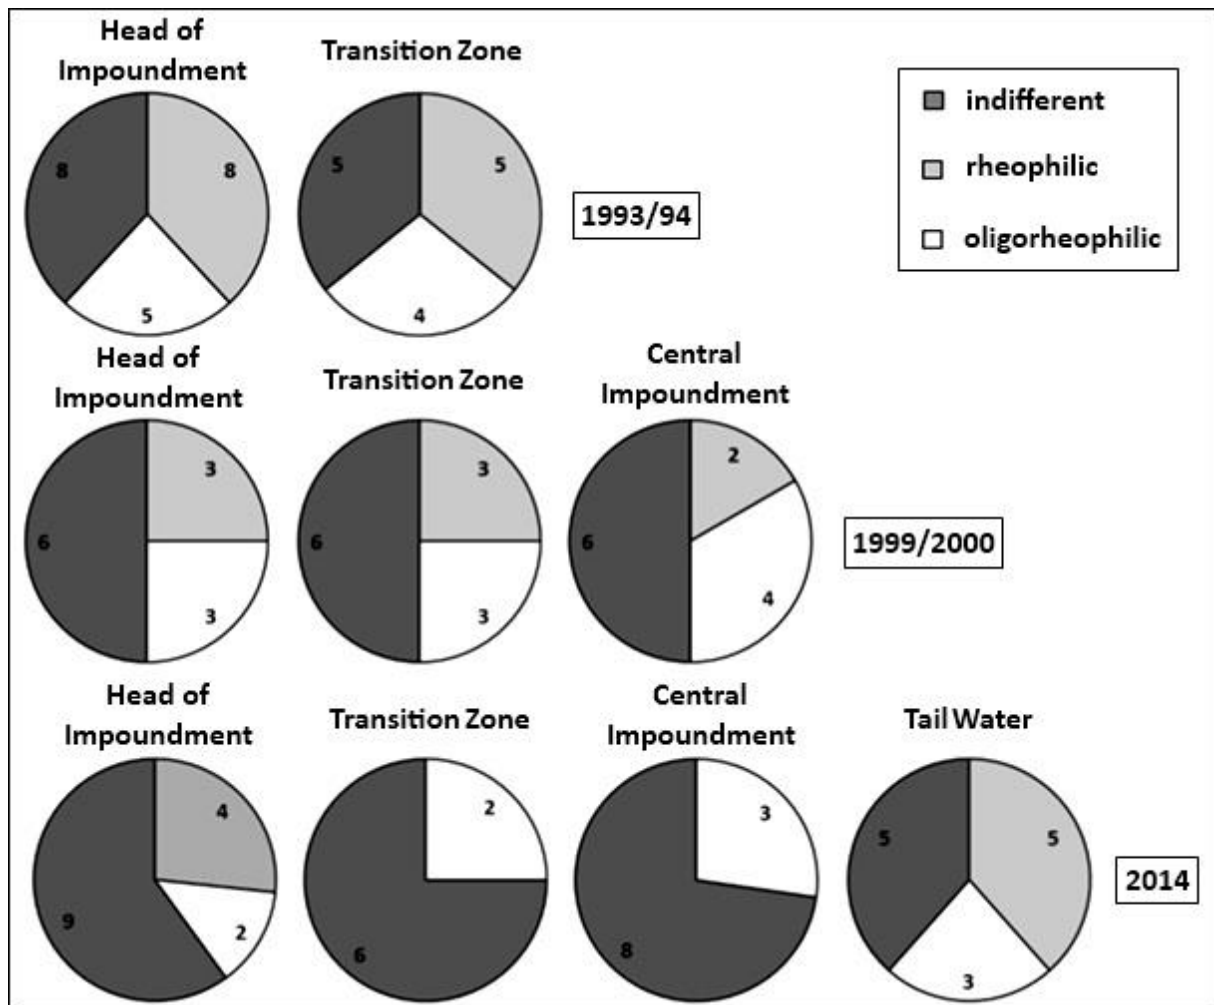 Head of
Impoundment
Transition Zone
8
8
5
5
5
4
1993/94
indifferent
rheophilic
oligorheophilic
Head of
Impoundment
Transition Zone
Central
Impoundment
6
3
3
6
3
3
6
2
4
1999/2000
Head of
Impoundment
Transition Zone
Central
Impoundment
Tail Water
9
4
2
6
2
8
3
5
5
3
2014